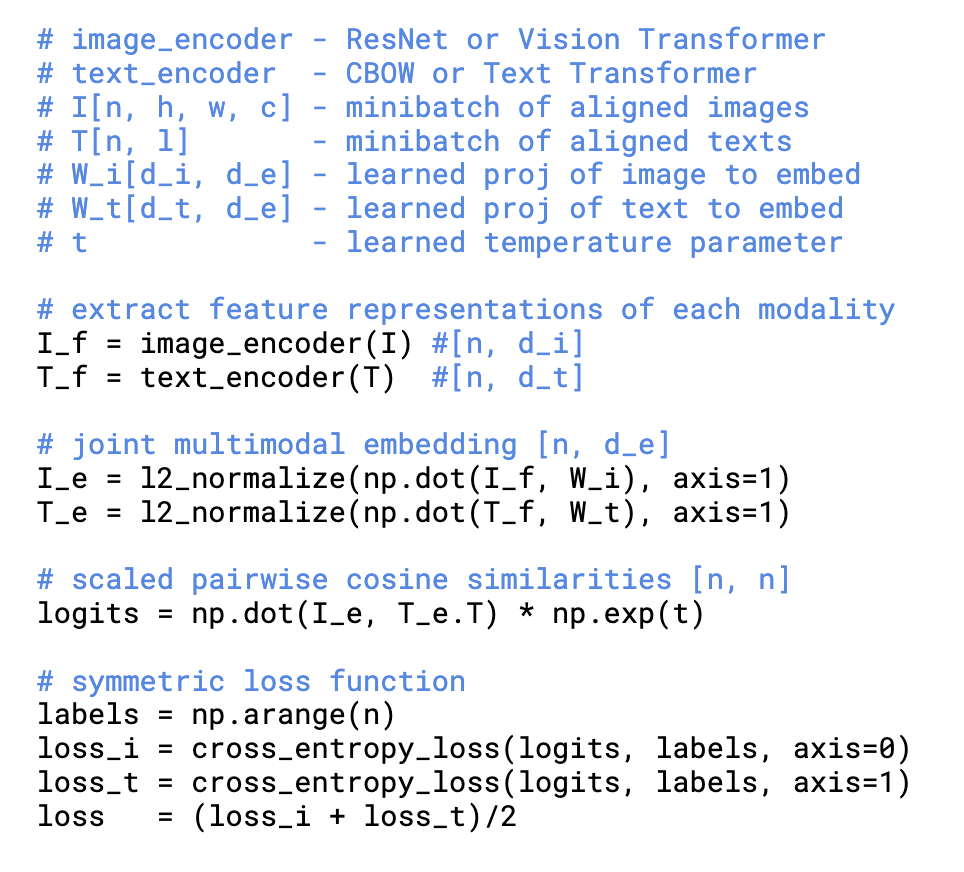 # image_encoder - ResNet or Vision Transformer
# text_encoder  - CBOW or Text Transformer
# I[n, h, w, c] - minibatch of aligned images
# T[n, l]       - minibatch of aligned texts
# W_i[d_i, d_e] - learned proj of image to embed
# W_t[d_t, d_e] - learned proj of text to embed
# t             - learned temperature parameter
# extract feature representations of each modality
I_f = image_encoder(I) #[n, d_i]
T_f = text_encoder(T)  #[n, d_t]
# joint multimodal embedding [n, d_e]
I_e = l2_normalize(np.dot(I_f, W_i), axis=1)
T_e = l2_normalize(np.dot(T_f, W_t), axis=1)
# scaled pairwise cosine similarities [n, n]
logits = np.dot(I_e, T_e.T) * np.exp(t)
# symmetric loss function
labels = np.arange(n)
loss_i = cross_entropy_loss(logits, labels, axis=0)
loss_t = cross_entropy_loss(logits, labels, axis=1)
loss   = (loss_i + loss_t)/2